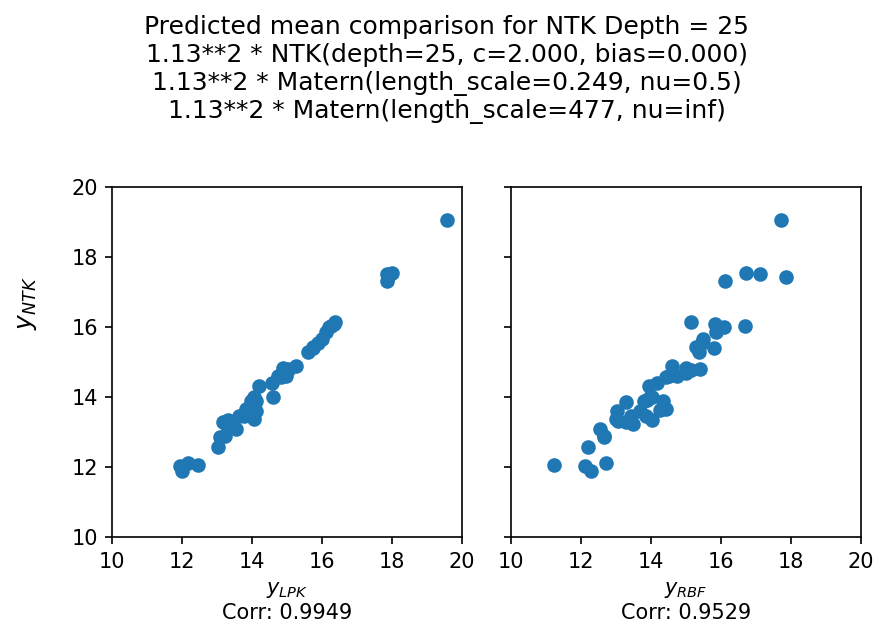 Predicted mean comparison for NTK Depth = 25
1.13**2 * NTK(depth=25, c=2.000, bias=0.000)
1.13**2 * Matern(length_scale=0.249, nu=0.5)
1.13**2 * Matern(length_scale=477, nu=inf)
20
18
16
14
12
10
y_NTK
10 12 14 16 18 20
10 12 14 16 18 20
y_LPK
Corr: 0.9949
y_RBF
Corr: 0.9529